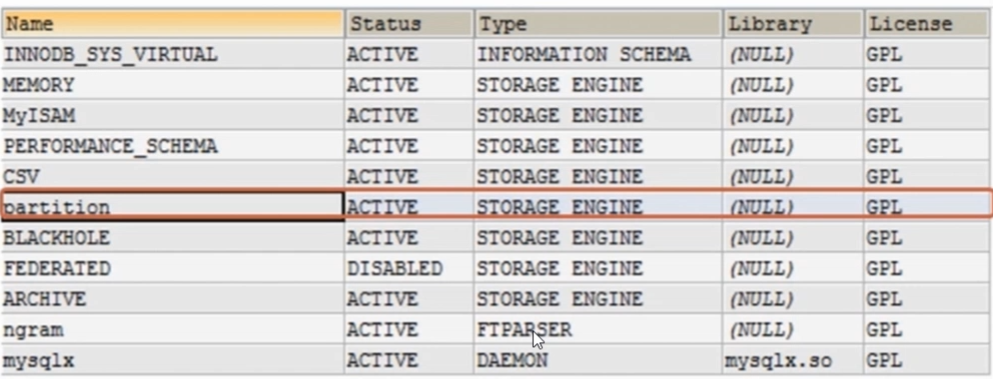 Name Status Type Library License
INNODB_SYS_VIRTUAL ACTIVE INFORMATION SCHEMA (NULL) GPL
MEMORY ACTIVE STORAGE ENGINE (NULL) GPL
MyISAM ACTIVE STORAGE ENGINE (NULL) GPL
PERFORMANCE_SCHEMA ACTIVE STORAGE ENGINE (NULL) GPL
CSV ACTIVE STORAGE ENGINE (NULL) GPL
partition ACTIVE STORAGE ENGINE (NULL) GPL
BLACKHOLE ACTIVE STORAGE ENGINE (NULL) GPL
FEDERATED DISABLED STORAGE ENGINE (NULL) GPL
ARCHIVE ACTIVE STORAGE ENGINE (NULL) GPL
ngram ACTIVE FTPARSER (NULL) GPL
mysqlx ACTIVE DAEMON mysqlx.so GPL